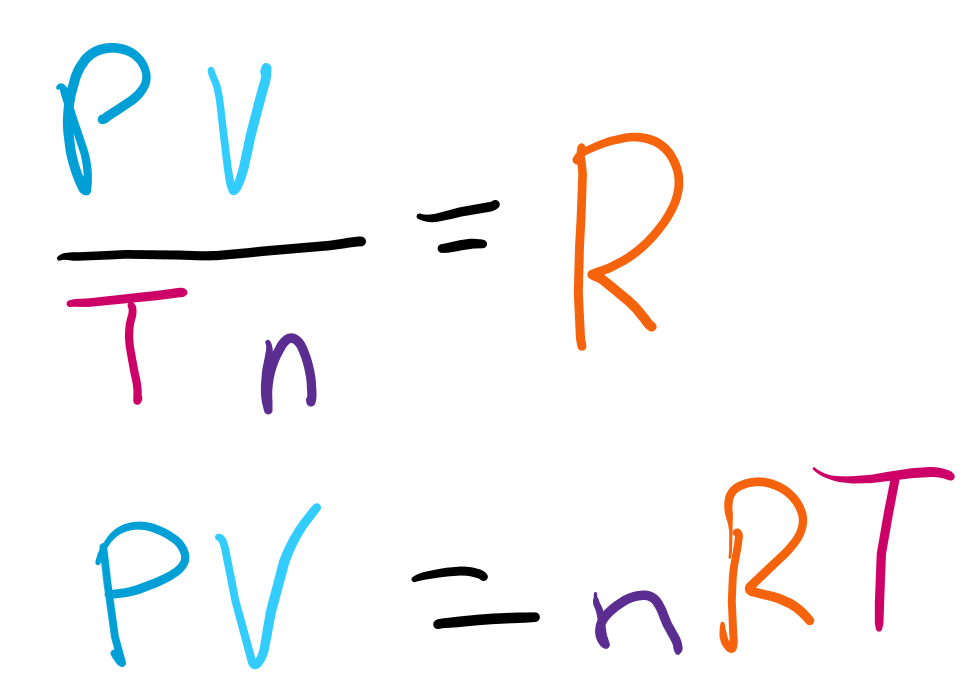 PV
Tn = R
PV = nRT